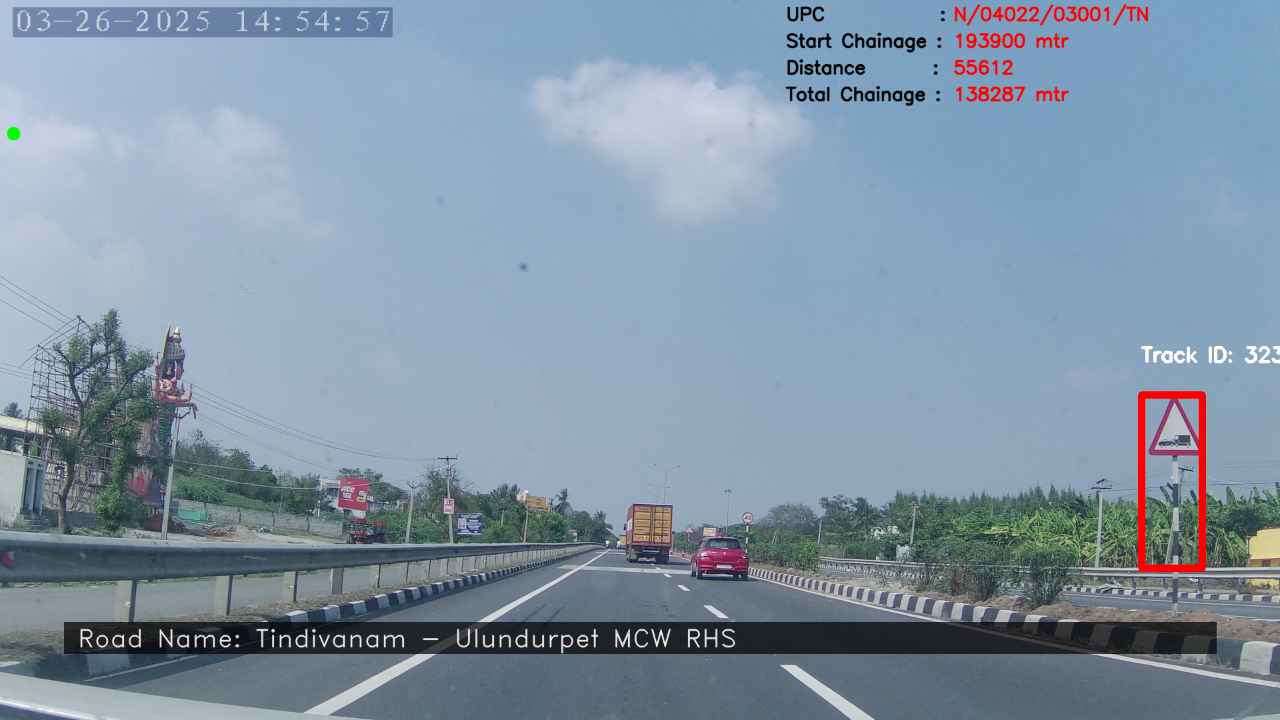 03-26-2025 14:54:57
UPC : N/04022/03001/TN
Start Chainage : 193900 mtr
Distance : 55612
Total Chainage : 138287 mtr
Track ID: 323
Road Name: Tindivanam - Ulundurpet MCW RHS